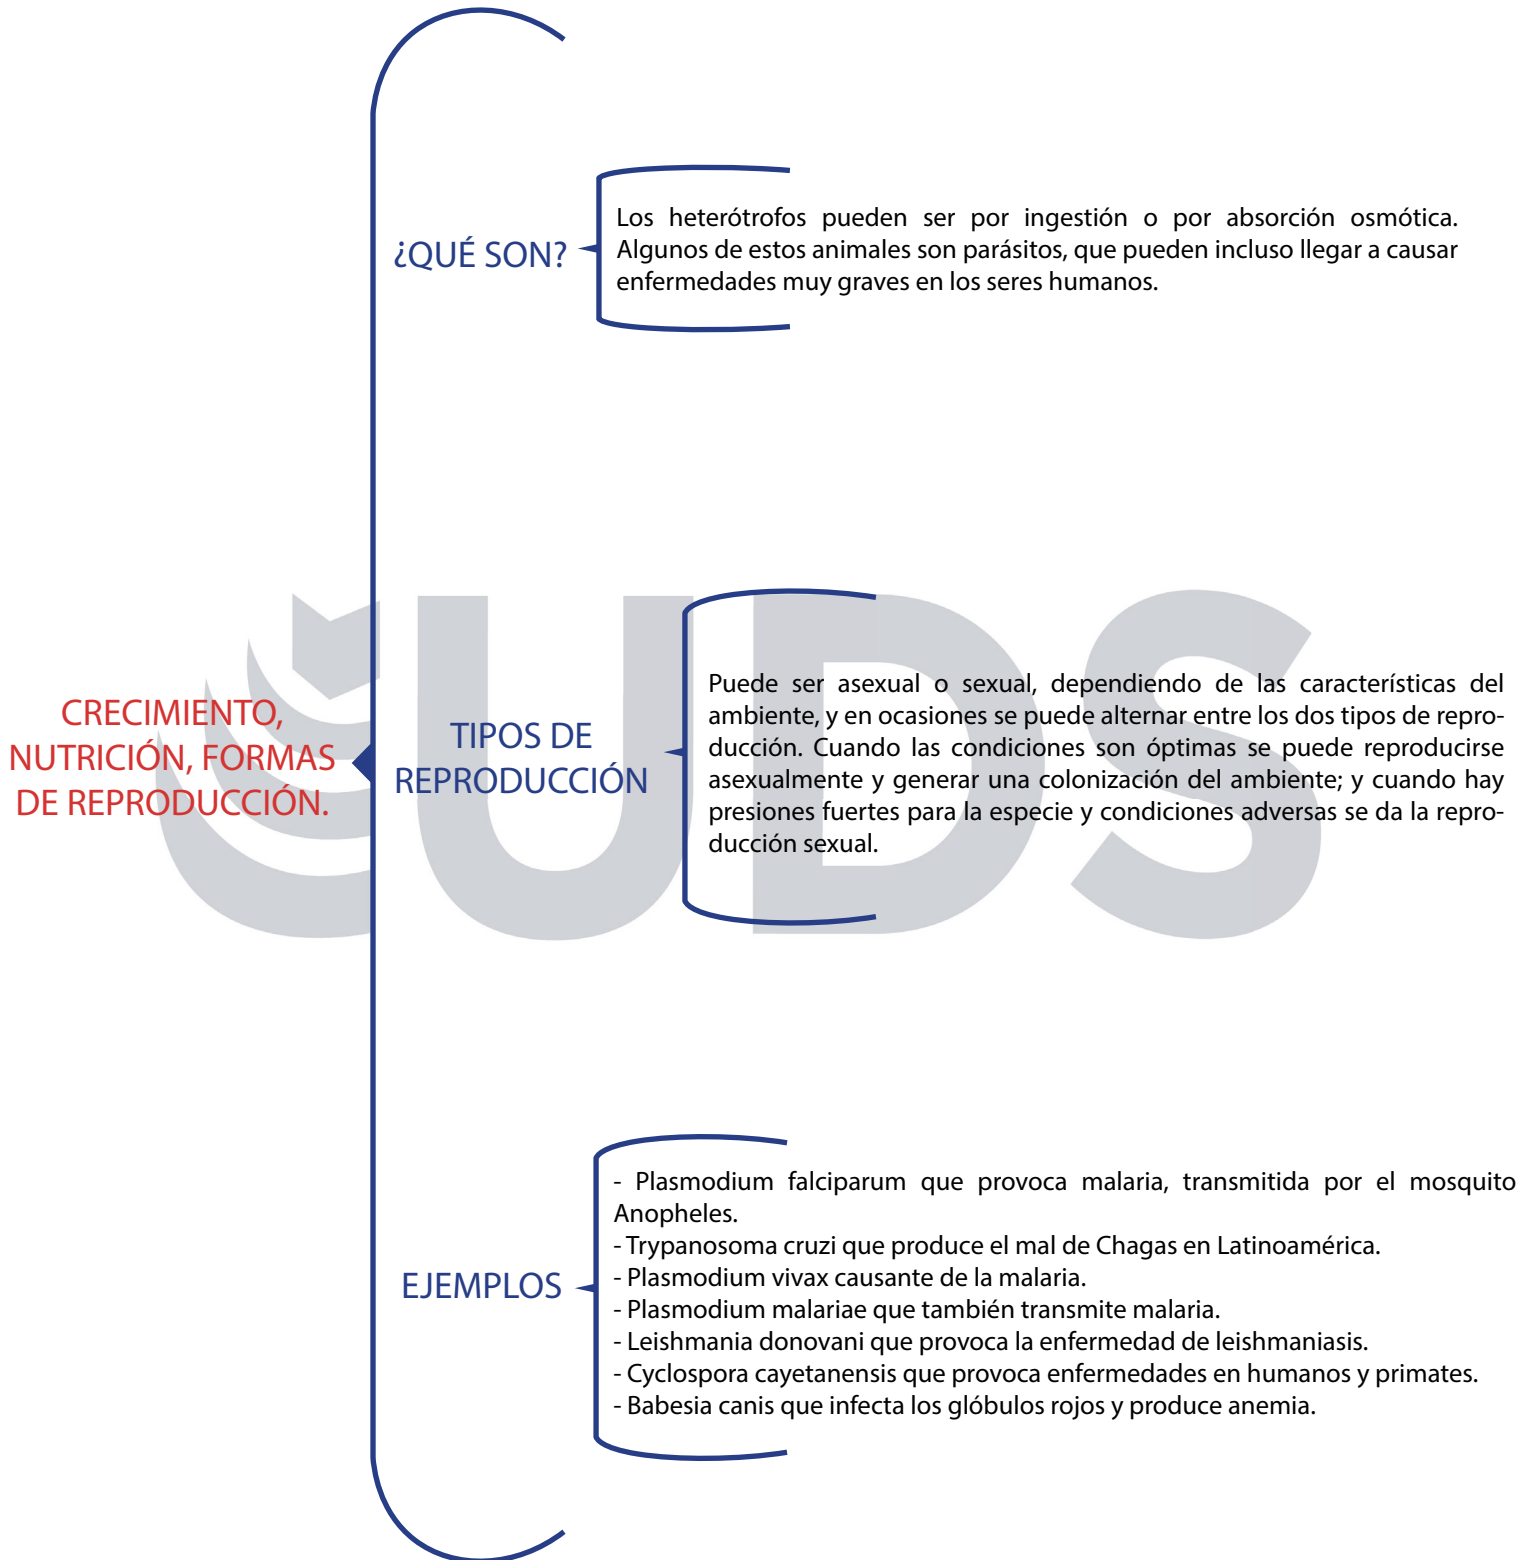 ¿QUÉ SON?
Los heterótrofos pueden ser por ingestión o por absorción osmótica.
Algunos de estos animales son parásitos, que pueden incluso llegar a causar
enfermedades muy graves en los seres humanos.
CRECIMIENTO,
NUTRICIÓN, FORMAS
DE REPRODUCCIÓN.
TIPOS DE
REPRODUCCIÓN
Puede ser asexual o sexual, dependiendo de las características del
ambiente, y en ocasiones se puede alternar entre los dos tipos de repro-
ducción. Cuando las condiciones son óptimas se puede reproducirse
asexualmente y generar una colonización del ambiente; y cuando hay
presiones fuertes para la especie y condiciones adversas se da la repro-
ducción sexual.
UDS
EJEMPLOS
- Plasmodium falciparum que provoca malaria, transmitida por el mosquito
Anopheles.
- Trypanosoma cruzi que produce el mal de Chagas en Latinoamérica.
- Plasmodium vivax causante de la malaria.
- Plasmodium malariae que también transmite malaria.
- Leishmania donovani que provoca la enfermedad de leishmaniasis.
- Cyclospora cayetanensis que provoca enfermedades en humanos y primates.
- Babesia canis que infecta los glóbulos rojos y produce anemia.